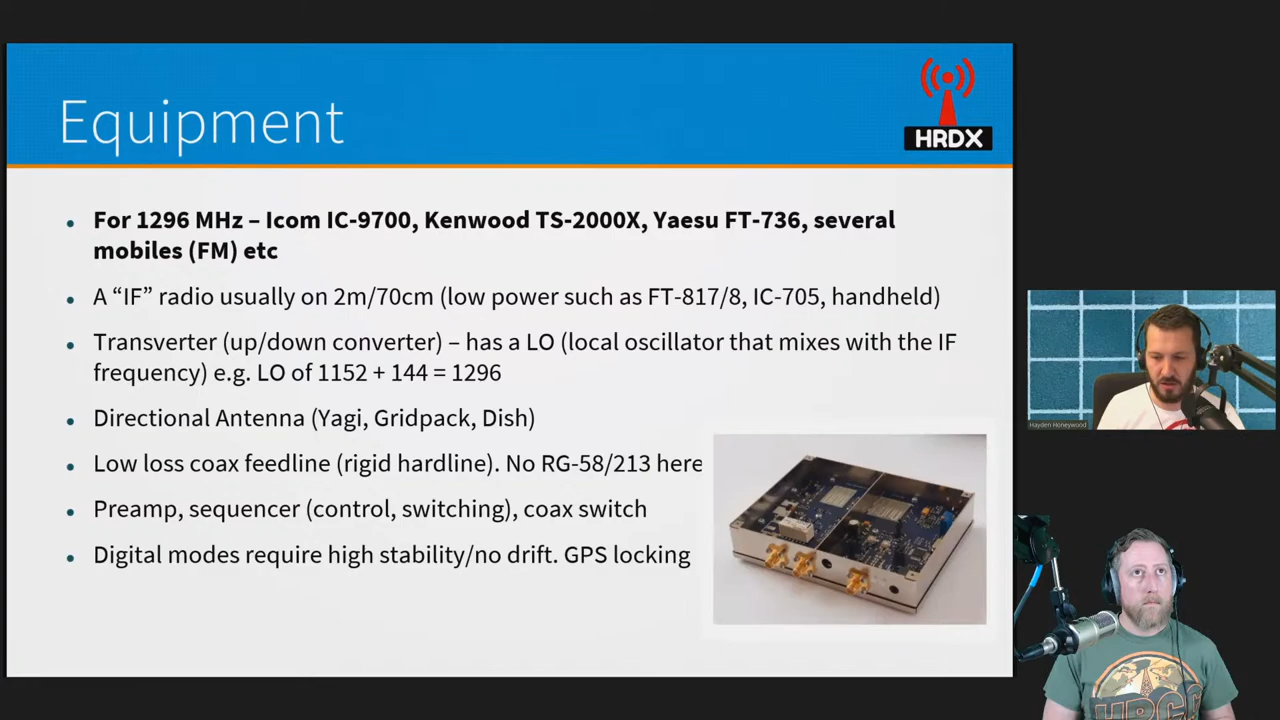 Equipment
HRDX
For 1296 MHz – Icom IC-9700, Kenwood TS-2000X, Yaesu FT-736, several
mobiles (FM) etc
A “IF” radio usually on 2m/70cm (low power such as FT-817/8, IC-705, handheld)
Transverter (up/down converter) – has a LO (local oscillator that mixes with the IF
frequency) e.g. LO of 1152 + 144 = 1296
Directional Antenna (Yagi, Gridpack, Dish)
Low loss coax feedline (rigid hardline). No RG-58/213 here
Preamp, sequencer (control, switching), coax switch
Digital modes require high stability/no drift. GPS locking
Hayden Honeywood
HRCC